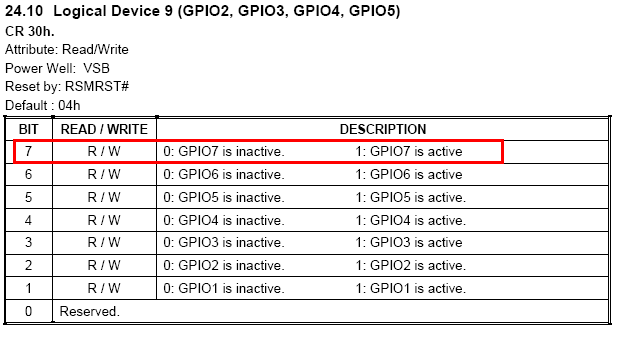 24.10 Logical Device 9 (GPIO2, GPIO3, GPIO4, GPIO5)
CR 30h.
Attribute: Read/Write
Power Well: VSB
Reset by: RSMRST#
Default : 04h
BIT READ / WRITE DESCRIPTION
7 R / W 0: GPIO7 is inactive. 1: GPIO7 is active
6 R / W 0: GPIO6 is inactive. 1: GPIO6 is active
5 R / W 0: GPIO5 is inactive. 1: GPIO5 is active.
4 R / W 0: GPIO4 is inactive. 1: GPIO4 is active.
3 R / W 0: GPIO3 is inactive. 1: GPIO3 is active
2 R / W 0: GPIO2 is inactive. 1: GPIO2 is active.
1 R / W 0: GPIO1 is inactive. 1: GPIO1 is active.
0 Reserved.